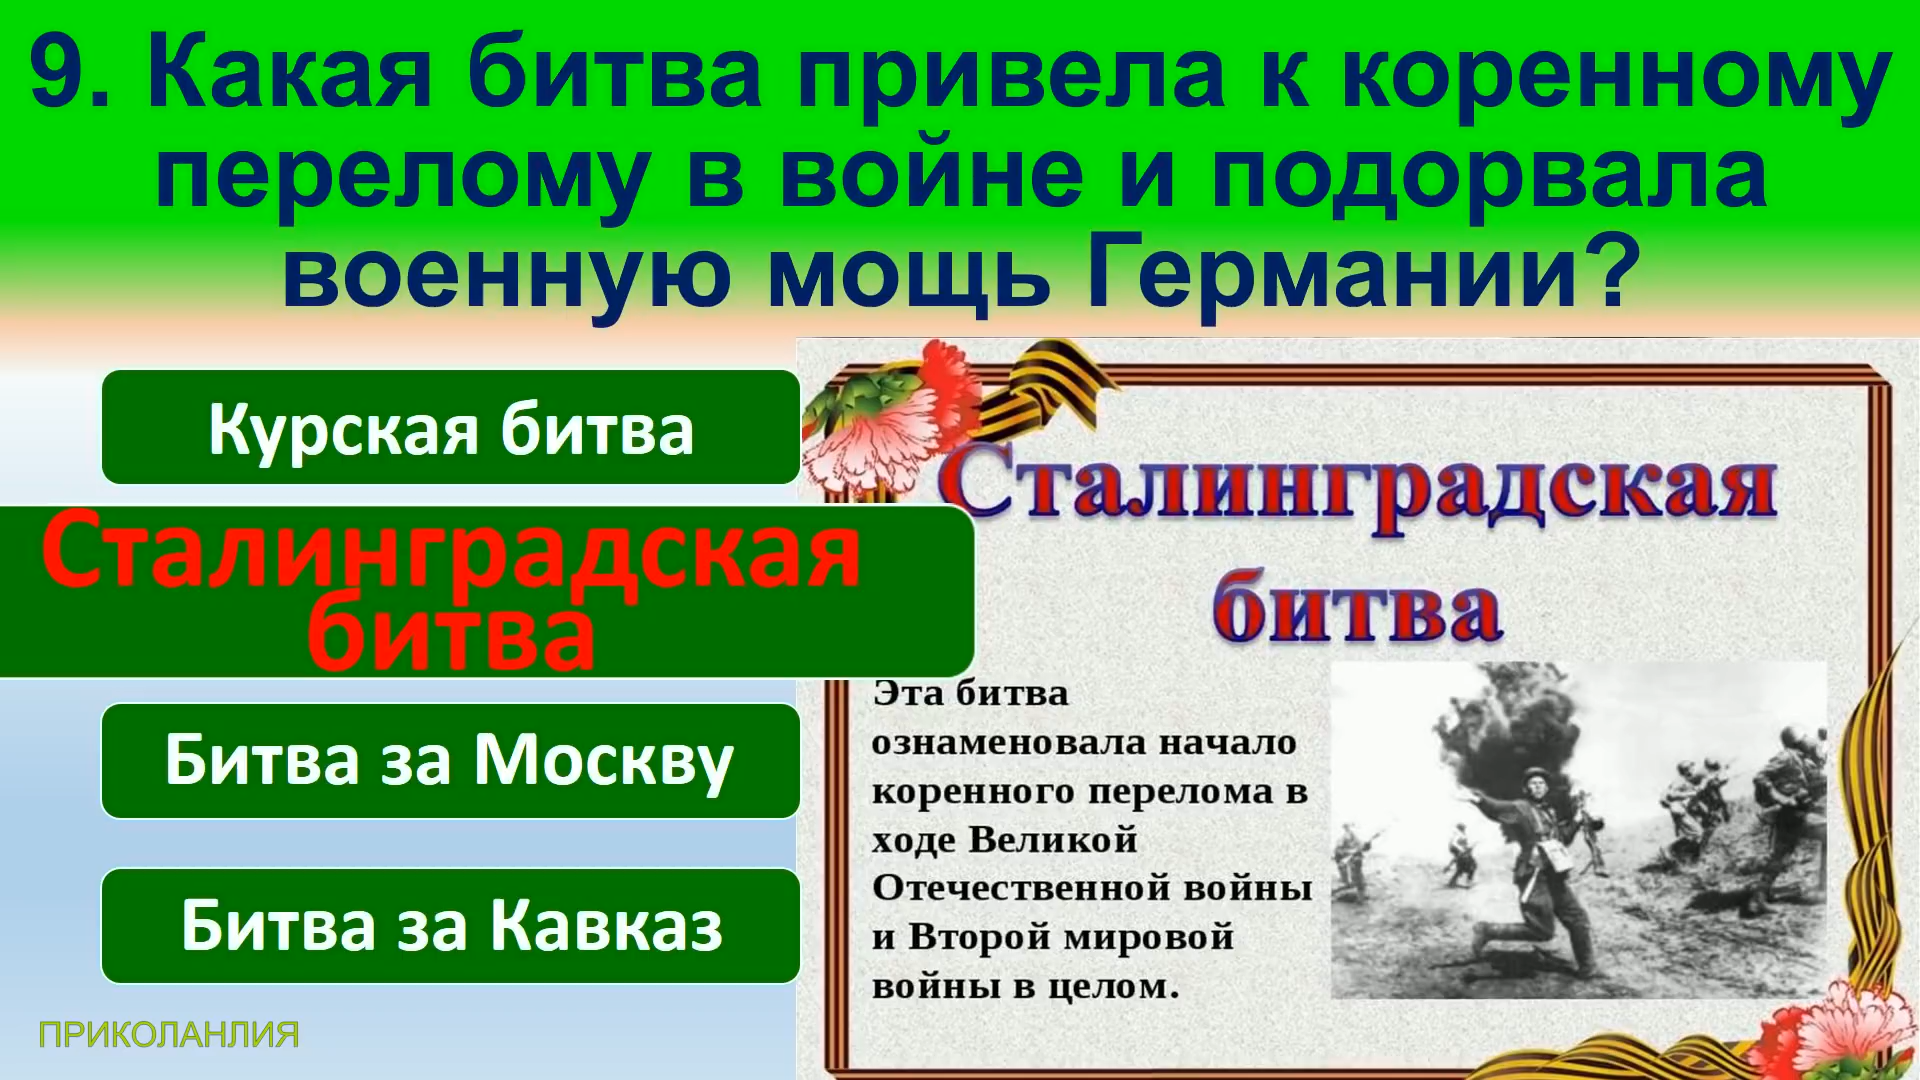 9. Какая битва привела к коренному
перелому в войне и подорвала
военную мощь Германии?
Курская битва
Сталинградская
битва
Битва за Москву
Битва за Кавказ
Сталинградская
битва
Эта битва
ознаменовала начало
коренного перелома в
ходе Великой
Отечественной войны
и Второй мировой
войны в целом.
ПРИКОЛАНЛИЯ